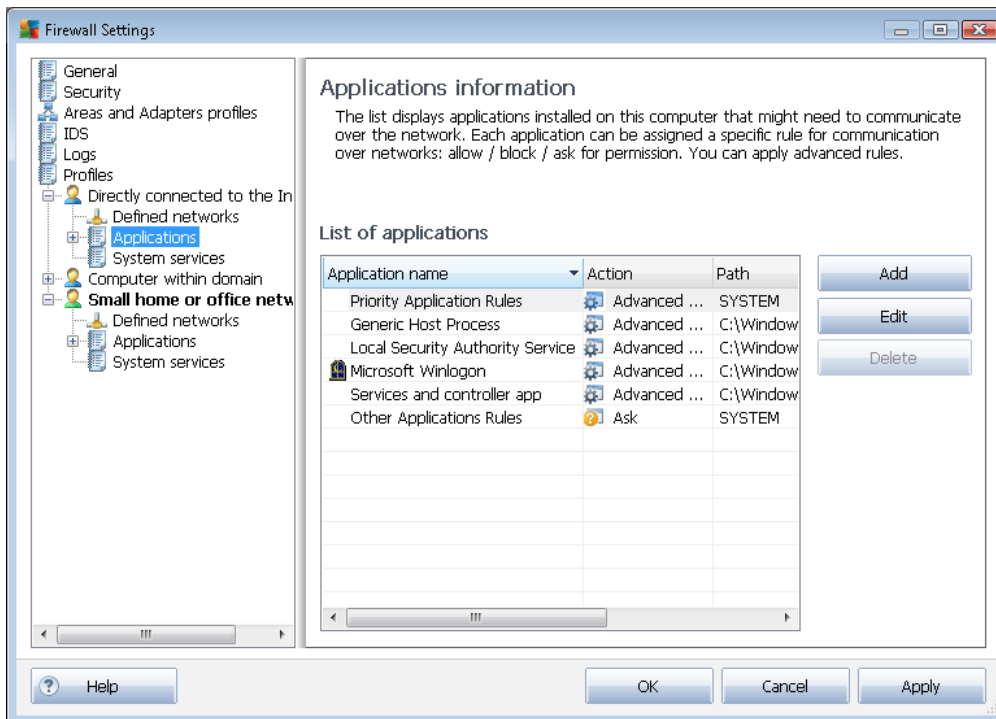 Firewall Settings
General
Security
Areas and Adapters profiles
IDS
Logs
Profiles
Directly connected to the In
Defined networks
Applications
System services
Computer within domain
Small home or office netw
Defined networks
Applications
System services
Applications information
The list displays applications installed on this computer that might need to communicate
over the network. Each application can be assigned a specific rule for communication
over networks: allow / block / ask for permission. You can apply advanced rules.
List of applications
Application name Action Path
Priority Application Rules Advanced ... SYSTEM
Generic Host Process Advanced ... C:\Window
Local Security Authority Service Advanced ... C:\Window
Microsoft Winlogon Advanced ... C:\Window
Services and controller app Advanced ... C:\Window
Other Applications Rules Ask SYSTEM
Add
Edit
Delete
Help
OK
Cancel
Apply